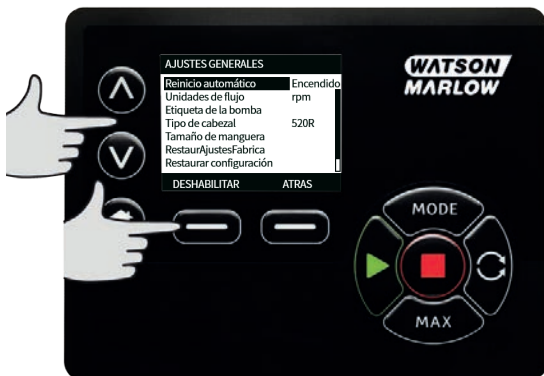 AJUSTES GENERALES
Reinicio automático Encendido
Unidades de flujo rpm
Etiqueta de la bomba
Tipo de cabezal 520R
Tamaño de manguera
RestaurAjustesFabrica
Restaurar configuración
DESHABILITAR ATRAS
WATSON
MARLOW
MODE
MAX